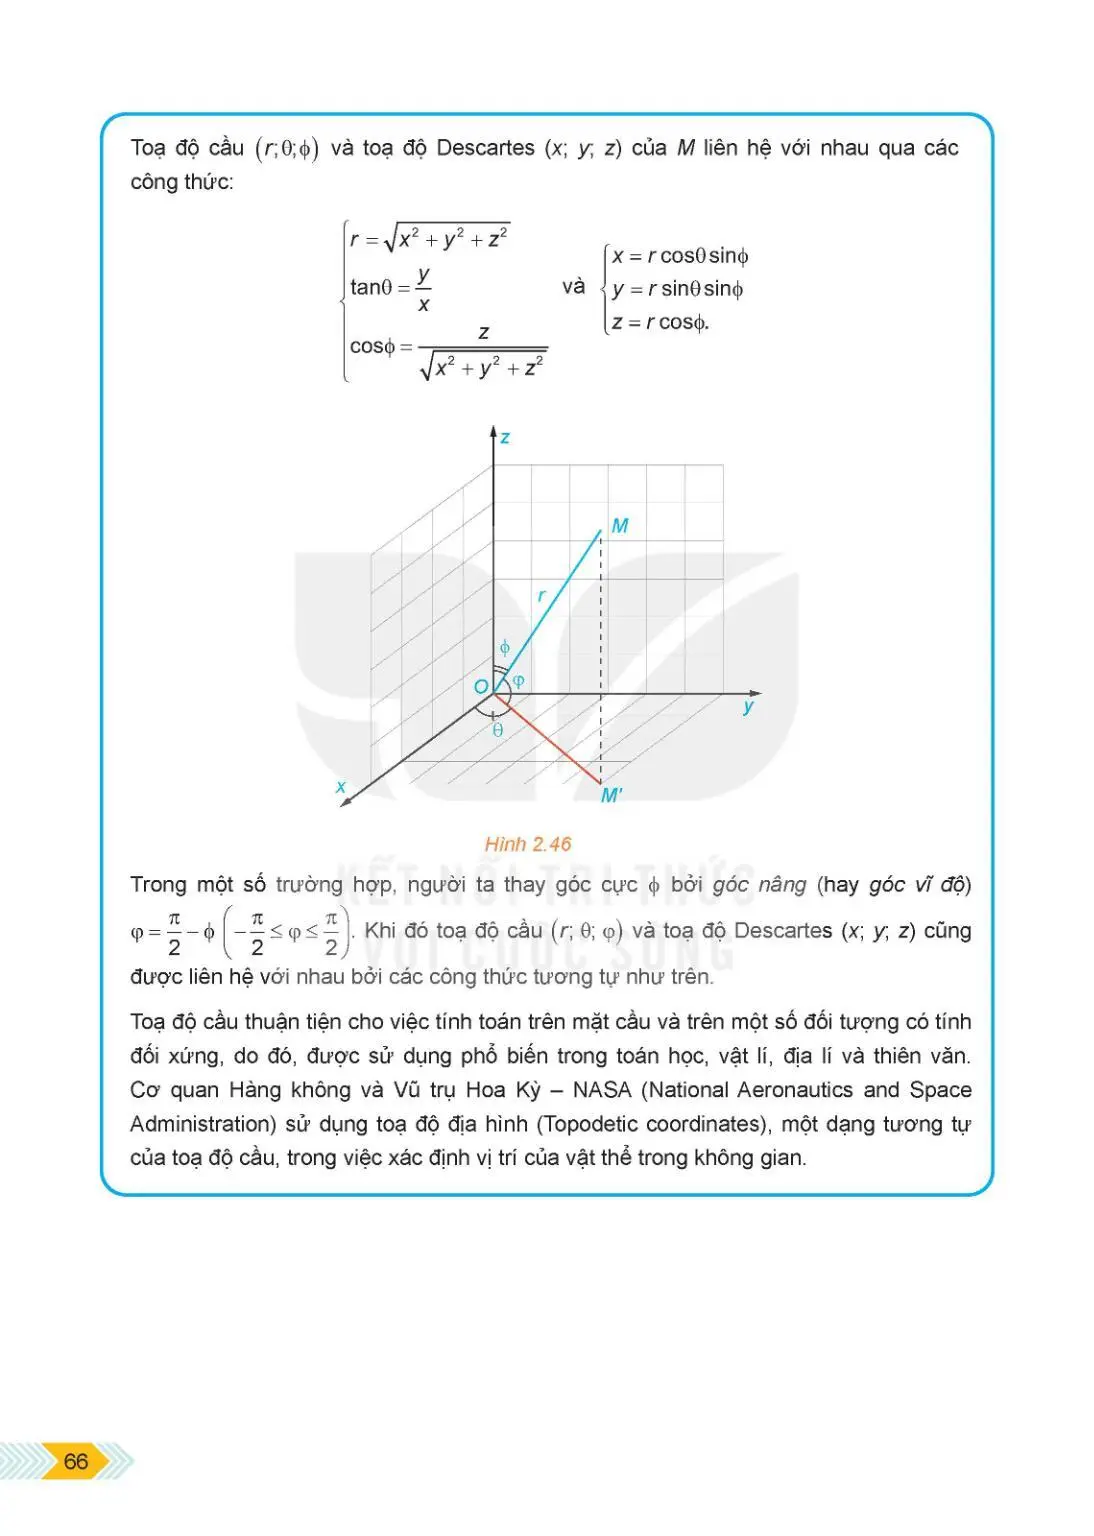 Toạ độ cầu (r;θ;ϕ) và toạ độ Descartes (x; y; z) của M liên hệ với nhau qua các
công thức:
r = √(x² + y² + z²)
tanθ = y/x
cosϕ = z/√(x² + y² + z²)
và
x = r cosθ sinϕ
y = r sinθ sinϕ
z = r cosϕ.
z
M
r
ϕ
O
φ
y
θ
x
M'
Hình 2.46
KẾT NỐI TRI THỨC
VỚI CUỘC SỐNG
Trong một số trường hợp, người ta thay góc cực ϕ bởi góc nâng (hay góc vĩ độ)
φ = π/2 − ϕ (−π/2 ≤ φ ≤ π/2). Khi đó toạ độ cầu (r; θ; φ) và toạ độ Descartes (x; y; z) cũng
được liên hệ với nhau bởi các công thức tương tự như trên.
Toạ độ cầu thuận tiện cho việc tính toán trên mặt cầu và trên một số đối tượng có tính
đối xứng, do đó, được sử dụng phổ biến trong toán học, vật lí, địa lí và thiên văn.
Cơ quan Hàng không và Vũ trụ Hoa Kỳ – NASA (National Aeronautics and Space
Administration) sử dụng toạ độ địa hình (Topodetic coordinates), một dạng tương tự
của toạ độ cầu, trong việc xác định vị trí của vật thể trong không gian.
66